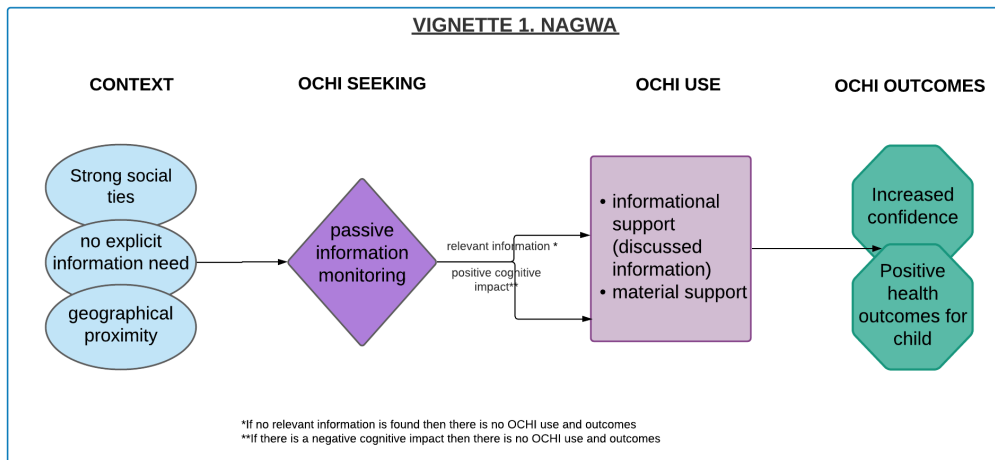 VIGNETTE 1. NAGWA
CONTEXT
OCHI SEEKING
OCHI USE
OCHI OUTCOMES
Strong social
ties
no explicit
information need
geographical
proximity
passive
information
monitoring
relevant information *
positive cognitive
impact**
• informational
support
(discussed
information)
• material support
Increased
confidence
Positive
health
outcomes for
child
*If no relevant information is found then there is no OCHI use and outcomes
**If there is a negative cognitive impact then there is no OCHI use and outcomes